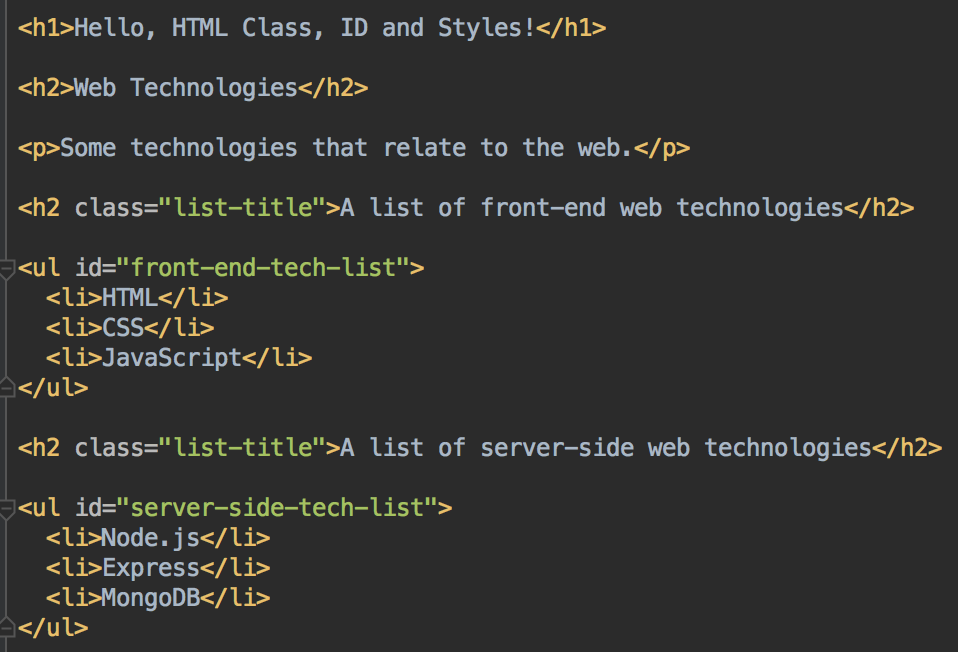 <h1>Hello, HTML Class, ID and Styles!</h1>
<h2>Web Technologies</h2>
<p>Some technologies that relate to the web.</p>
<h2 class="list-title">A list of front-end web technologies</h2>
<ul id="front-end-tech-list">
<li>HTML</li>
<li>CSS</li>
<li>JavaScript</li>
</ul>
<h2 class="list-title">A list of server-side web technologies</h2>
<ul id="server-side-tech-list">
<li>Node.js</li>
<li>Express</li>
<li>MongoDB</li>
</ul>